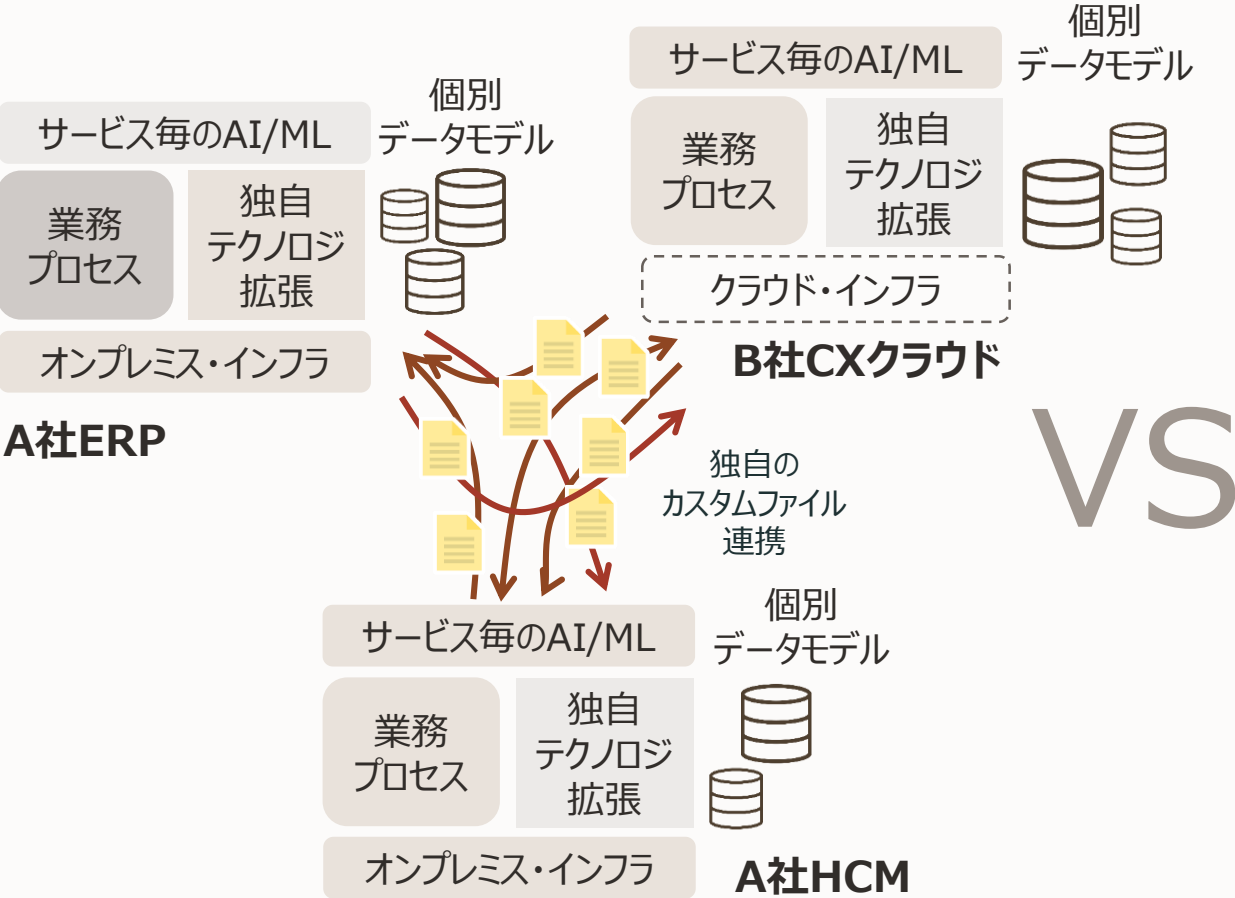 サービス毎のAI/ML
個別
データモデル
業務
プロセス
独自
テクノロジ
拡張
オンプレミス・インフラ
A社ERP
サービス毎のAI/ML
個別
データモデル
業務
プロセス
独自
テクノロジ
拡張
クラウド・インフラ
B社CXクラウド
VS
独自の
カスタムファイル
連携
サービス毎のAI/ML
個別
データモデル
業務
プロセス
独自
テクノロジ
拡張
オンプレミス・インフラ
A社HCM